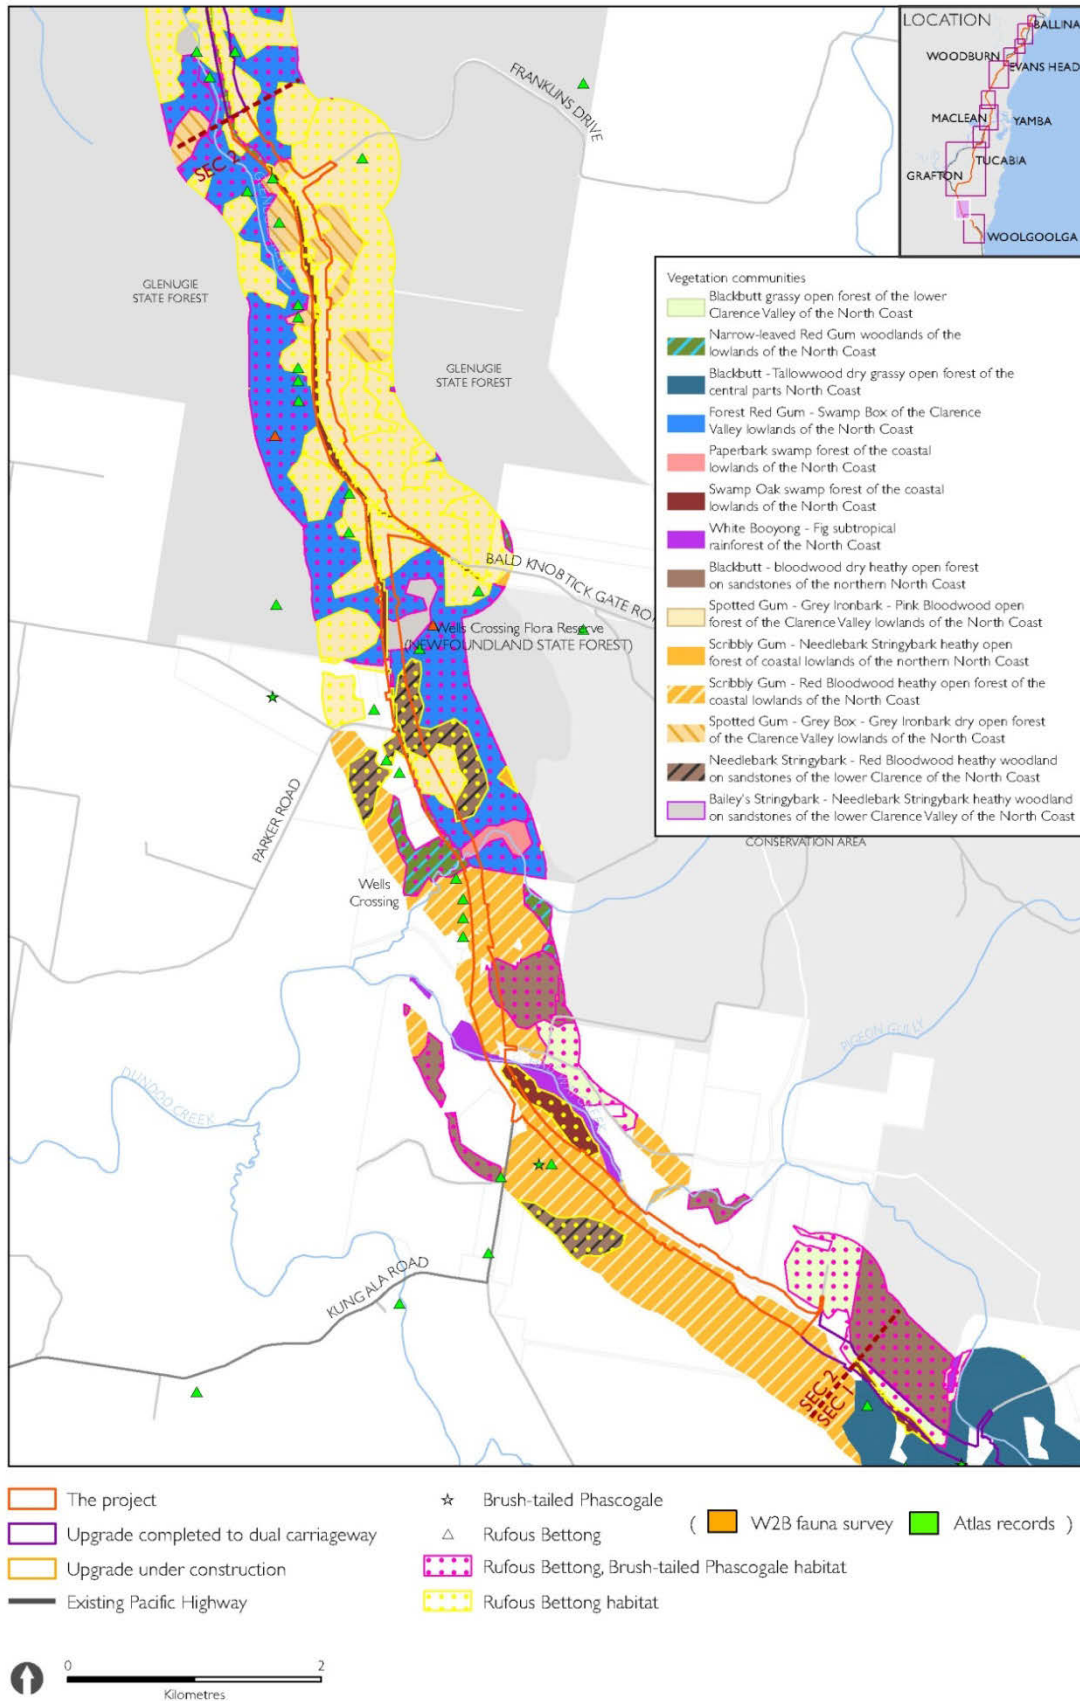 LOCATION
BALLINA
WOODBURN
EVANS HEAD
MACLEAN
YAMBA
TUCABIA
GRAFTON
WOOLGOOLGA
FRANKLINS DRIVE
SEC 2
GLENUGIE
STATE FOREST
GLENUGIE
STATE FOREST
Vegetation communities
Blackbutt grassy open forest of the lower
Clarence Valley of the North Coast
Narrow-leaved Red Gum woodlands of the
lowlands of the North Coast
Blackbutt - Tallowwood dry grassy open forest of the
central parts North Coast
Forest Red Gum - Swamp Box of the Clarence
Valley lowlands of the North Coast
Paperbark swamp forest of the coastal
lowlands of the North Coast
Swamp Oak swamp forest of the coastal
lowlands of the North Coast
White Booyong - Fig subtropical
rainforest of the North Coast
Blackbutt - bloodwood dry heathy open forest
on sandstones of the northern North Coast
Spotted Gum - Grey Ironbark - Pink Bloodwood open
forest of the Clarence Valley lowlands of the North Coast
Scribbly Gum - Needlebark Stringybark heathy open
forest of coastal lowlands of the northern North Coast
Scribbly Gum - Red Bloodwood heathy open forest of the
coastal lowlands of the North Coast
Spotted Gum - Grey Box - Grey Ironbark dry open forest
of the Clarence Valley lowlands of the North Coast
Needlebark Stringybark - Red Bloodwood heathy woodland
on sandstones of the lower Clarence of the North Coast
Bailey's Stringybark - Needlebark Stringybark heathy woodland
on sandstones of the lower Clarence Valley of the North Coast
BALD KNOB TICK GATE RO
Wells Crossing Flora Reserve
(NEWFOUNDLAND STATE FOREST)
CONSERVATION AREA
PARKER ROAD
Wells
Crossing
PIGEON GULLY
DUNDOO CREEK
KUNGALA ROAD
SEC 2
SEC 1
The project
Upgrade completed to dual carriageway
Upgrade under construction
Existing Pacific Highway
Brush-tailed Phascogale
Rufous Bettong
( W2B fauna survey Atlas records )
Rufous Bettong, Brush-tailed Phascogale habitat
Rufous Bettong habitat
0 2
Kilometres